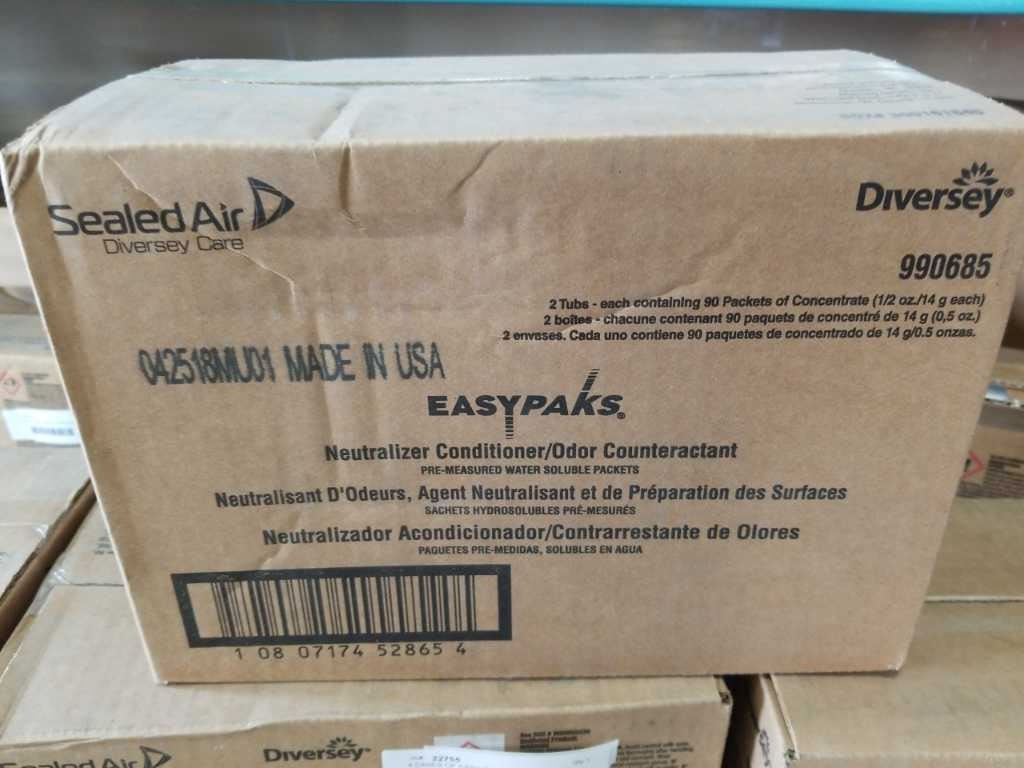 Sealed Air
Diversey Care
Diversey®
990685
2 Tubs - each containing 90 Packets of Concentrate (1/2 oz./14 g each)
2 boîtes - chacune contenant 90 paquets de concentré de 14 g (0,5 oz.)
2 envases. Cada uno contiene 90 paquetes de concentrado de 14 g/0.5 onzas.
042518MU01 MADE IN USA
EASYPAKS®
Neutralizer Conditioner/Odor Counteractant
PRE-MEASURED WATER SOLUBLE PACKETS
Neutralisant D'Odeurs, Agent Neutralisant et de Préparation des Surfaces
SACHETS HYDROSOLUBLES PRÉ-MESURÉS
Neutralizador Acondicionador/Contrarrestante de Olores
PAQUETES PRE-MEDIDAS, SOLUBLES EN AGUA
1 08 07174 52865 4
Sealed Air
Diversey
22755